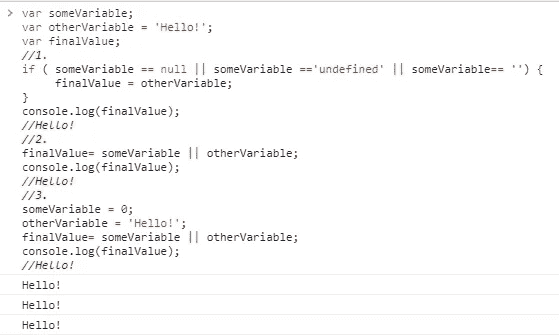 > var someVariable;
var otherVariable = 'Hello!';
var finalValue;
//1.
if ( someVariable == null || someVariable =='undefined' || someVariable== '') {
finalValue = otherVariable;
}
console.log(finalValue);
//Hello!
//2.
finalValue= someVariable || otherVariable;
console.log(finalValue);
//Hello!
//3.
someVariable = 0;
otherVariable = 'Hello!';
finalValue= someVariable || otherVariable;
console.log(finalValue);
//Hello!
Hello!
Hello!
Hello!